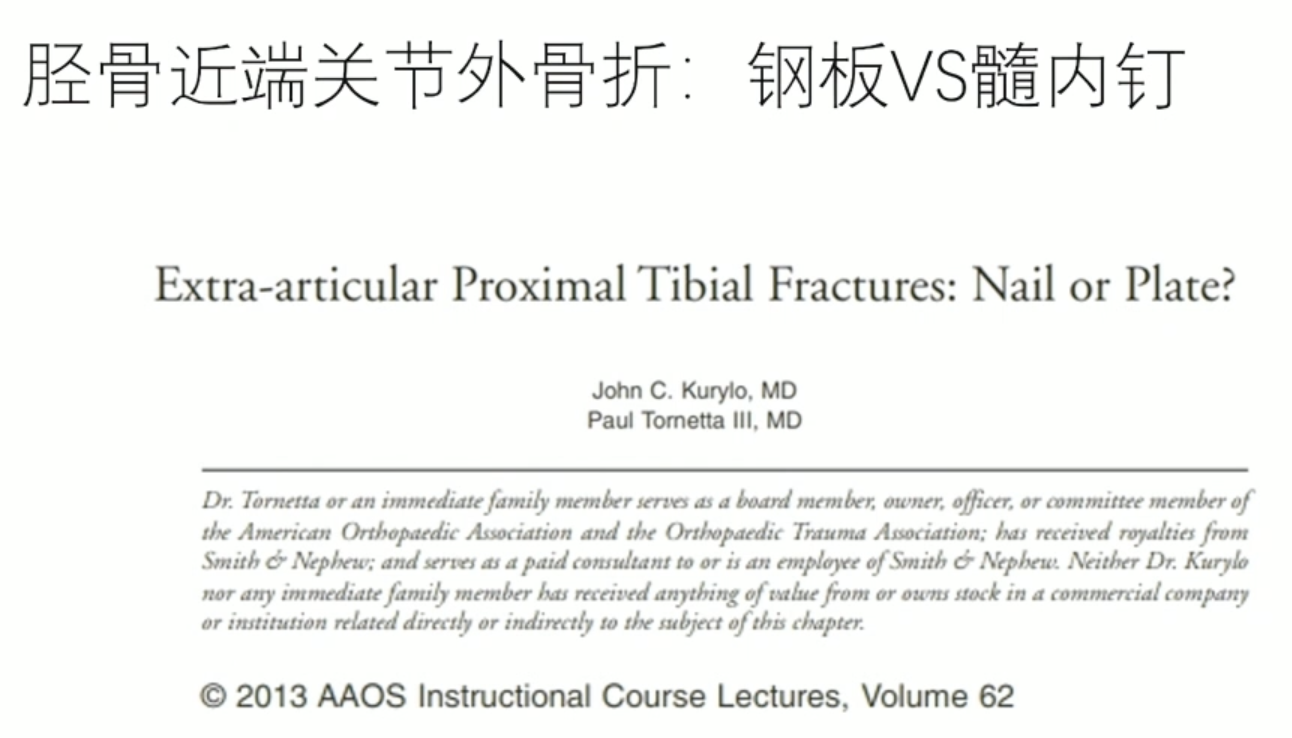 胫骨近端关节外骨折：钢板VS髓内钉
Extra-articular Proximal Tibial Fractures: Nail or Plate?
John C. Kurylo, MD
Paul Tornetta III, MD
Dr. Tornetta or an immediate family member serves as a board member, owner, officer, or committee member of
the American Orthopaedic Association and the Orthopaedic Trauma Association; has received royalties from
Smith & Nephew; and serves as a paid consultant to or is an employee of Smith & Nephew. Neither Dr. Kurylo
nor any immediate family member has received anything of value from or owns stock in a commercial company
or institution related directly or indirectly to the subject of this chapter.
© 2013 AAOS Instructional Course Lectures, Volume 62